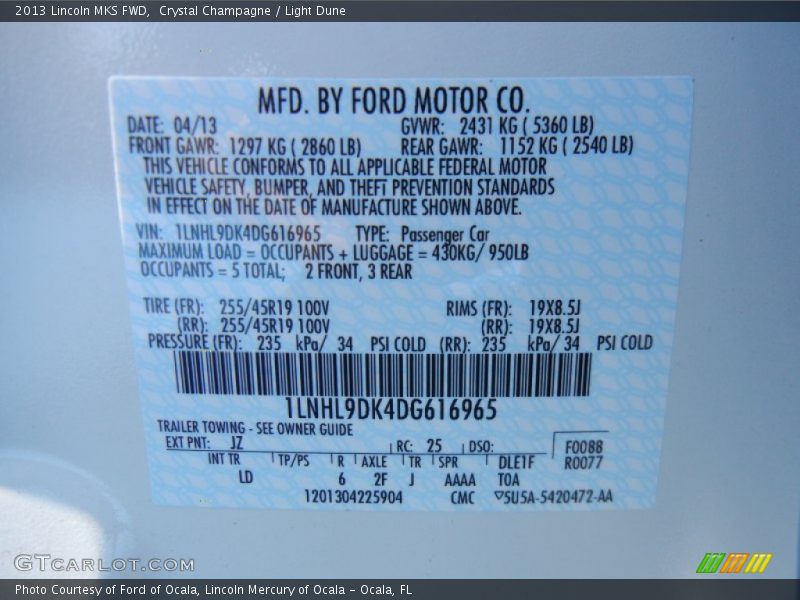 2013 Lincoln MKS FWD,  Crystal Champagne / Light Dune
MFD. BY FORD MOTOR CO.
DATE: 04/13 GVWR: 2431 KG ( 5360 LB)
FRONT GAWR: 1297 KG ( 2860 LB) REAR GAWR: 1152 KG ( 2540 LB)
THIS VEHICLE CONFORMS TO ALL APPLICABLE FEDERAL MOTOR
VEHICLE SAFETY, BUMPER, AND THEFT PREVENTION STANDARDS
IN EFFECT ON THE DATE OF MANUFACTURE SHOWN ABOVE.
VIN: 1LNHL9DK4DG616965 TYPE: Passenger Car
MAXIMUM LOAD = OCCUPANTS + LUGGAGE = 430KG/ 950LB
OCCUPANTS = 5 TOTAL; 2 FRONT, 3 REAR
TIRE (FR): 255/45R19 100V RIMS (FR): 19X8.5J
(RR): 255/45R19 100V (RR): 19X8.5J
PRESSURE (FR): 235 kPa/ 34 PSI COLD (RR): 235 kPa/ 34 PSI COLD
1LNHL9DK4DG616965
TRAILER TOWING - SEE OWNER GUIDE
EXT PNT: JZ RC: 25 DSO: F0088
INT TR TP/PS R AXLE TR SPR DLE1F R0077
LD 6 2F J AAAA TOA
1201304225904 CMC ▽5U5A-5420472-AA
GTCARLOT.COM
Photo Courtesy of Ford of Ocala, Lincoln Mercury of Ocala – Ocala, FL